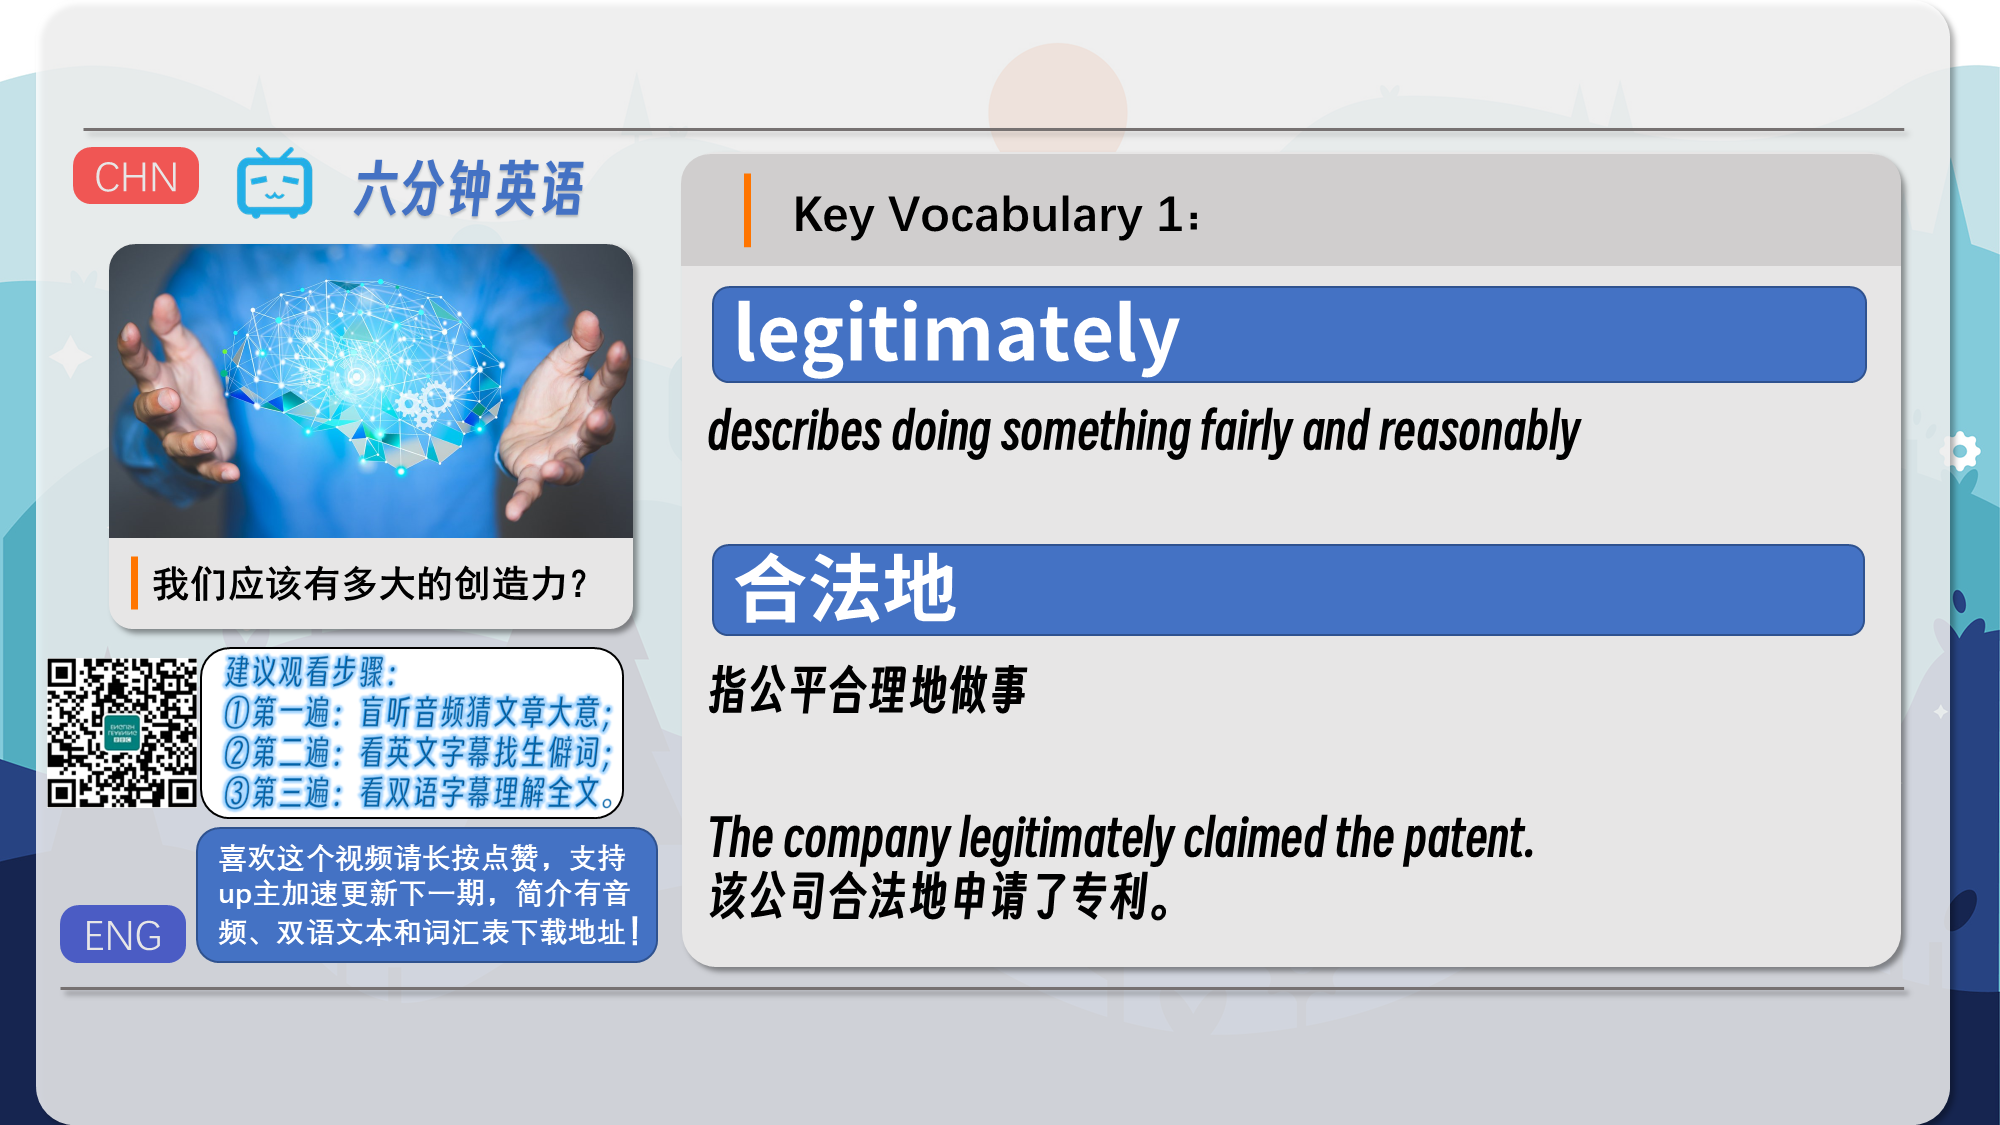 CHN
六分钟英语
我们应该有多大的创造力？
建议观看步骤：
①第一遍：盲听音频猜文章大意；
②第二遍：看英文字幕找生僻词；
③第三遍：看双语字幕理解全文。
喜欢这个视频请长按点赞，支持
up主加速更新下一期，简介有音
频、双语文本和词汇表下载地址！
ENG
Key Vocabulary 1:
legitimately
describes doing something fairly and reasonably
合法地
指公平合理地做事
The company legitimately claimed the patent.
该公司合法地申请了专利。